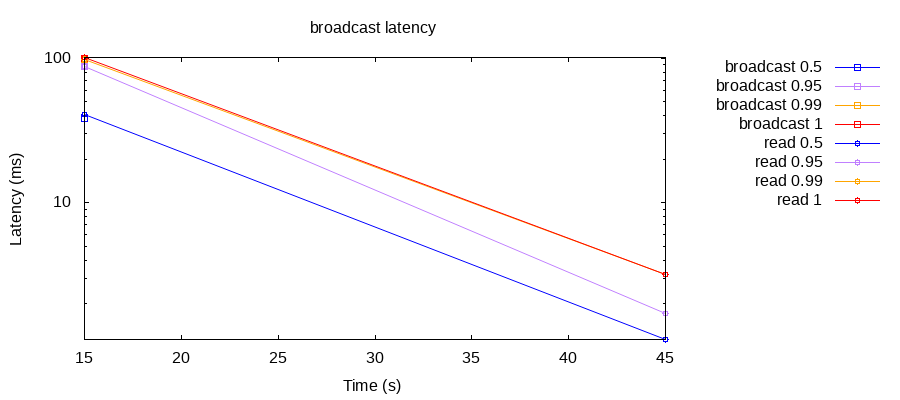 broadcast latency
100
10
Latency (ms)
15 20 25 30 35 40 45
Time (s)
broadcast 0.5
broadcast 0.95
broadcast 0.99
broadcast 1
read 0.5
read 0.95
read 0.99
read 1